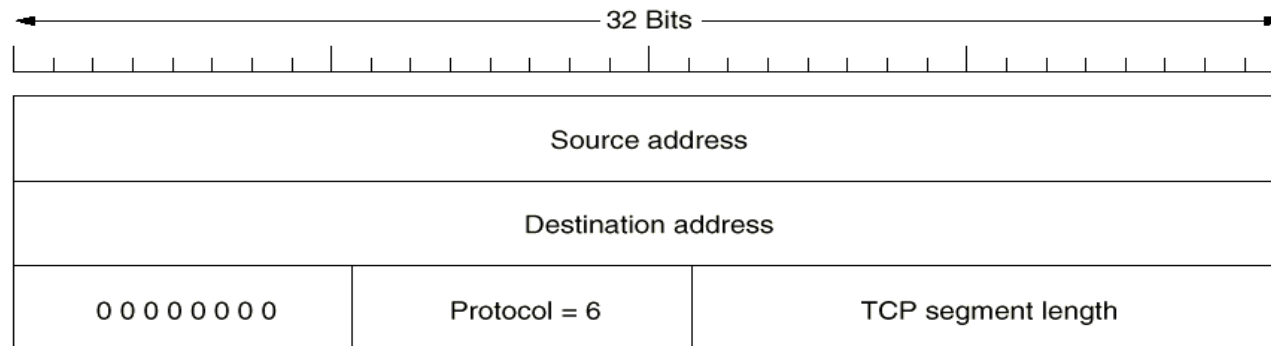 32 Bits
Source address
Destination address
0 0 0 0 0 0 0 0 Protocol = 6 TCP segment length